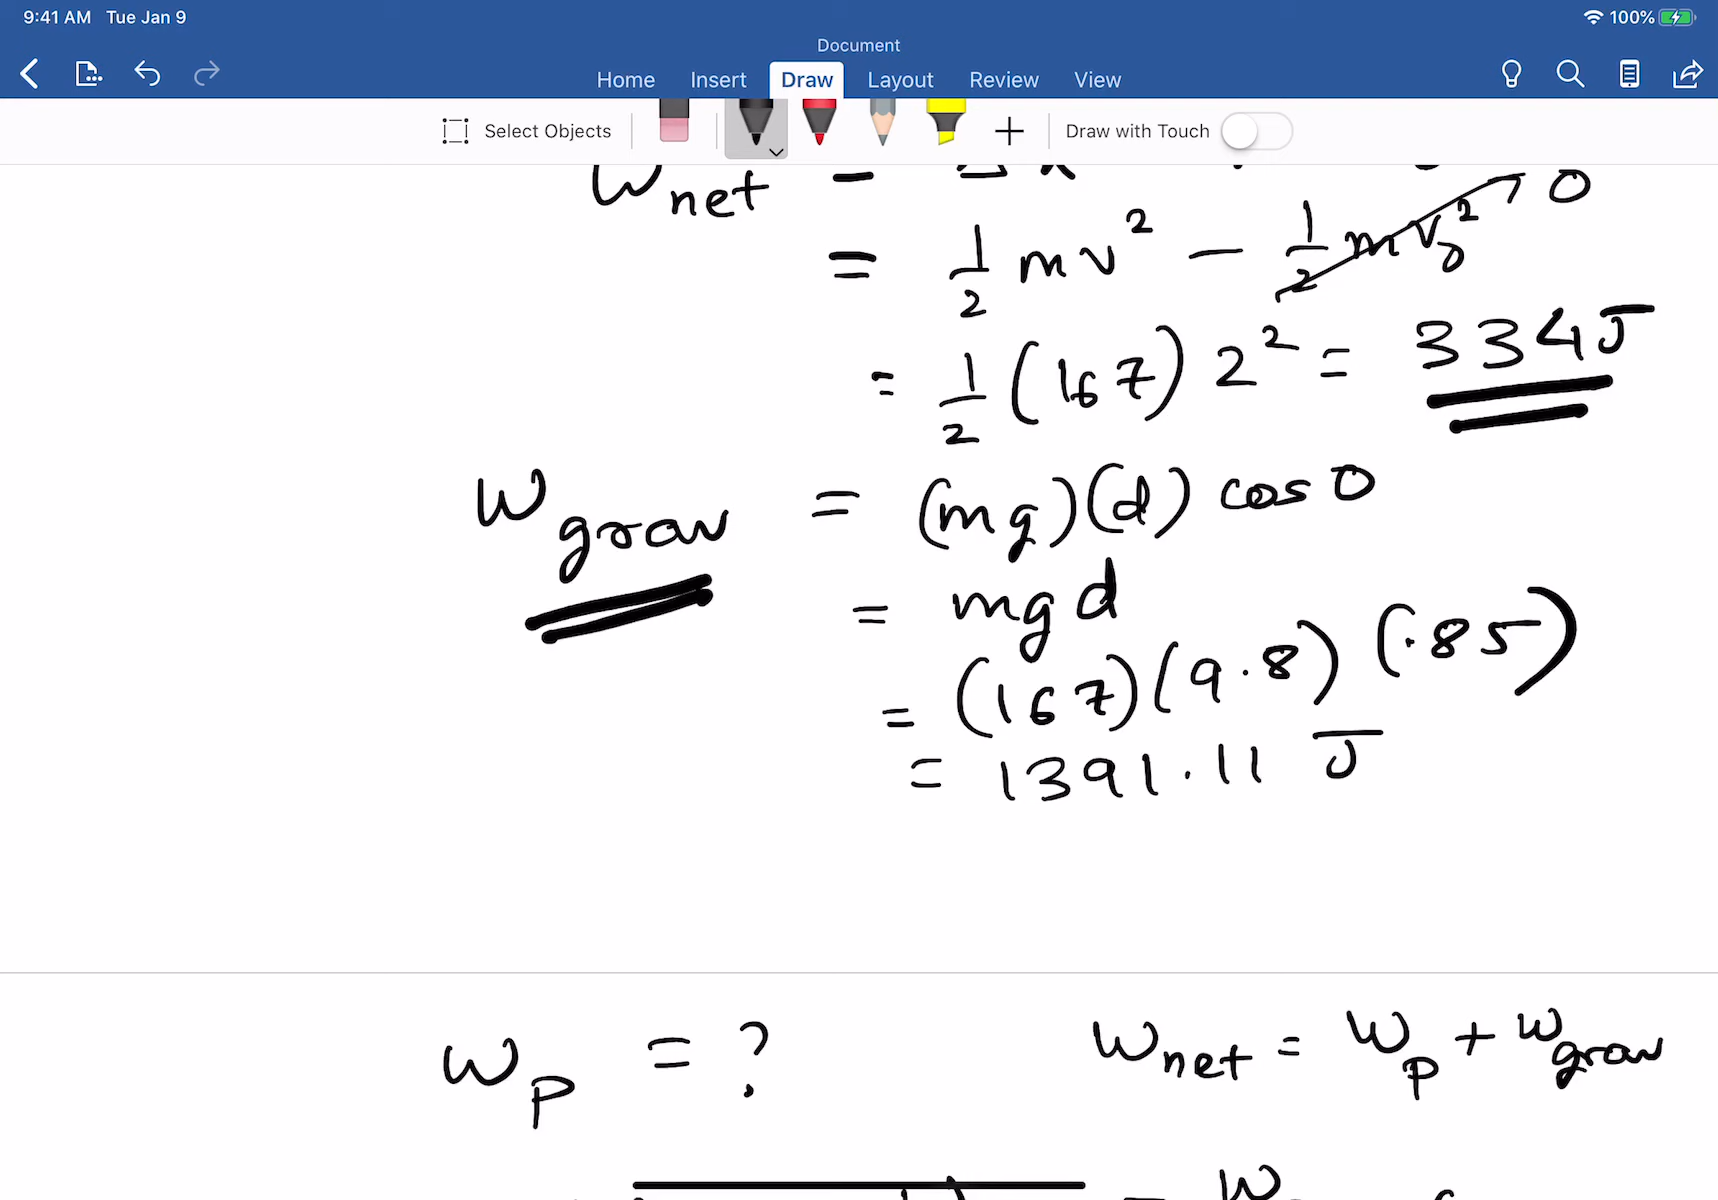 9:41 AM Tue Jan 9
100%
Document
Home Insert Draw Layout Review View
Select Objects
Draw with Touch
W net =
= 1/2 mv² - 1/2 mv₀² → 0
= 1/2 (167) 2² = 334 J
W grav = (mg)(d) cos 0
= mgd
= (167)(9.8)(.85)
= 1391.11 J
W p = ?
W net = W p + W grav
= W